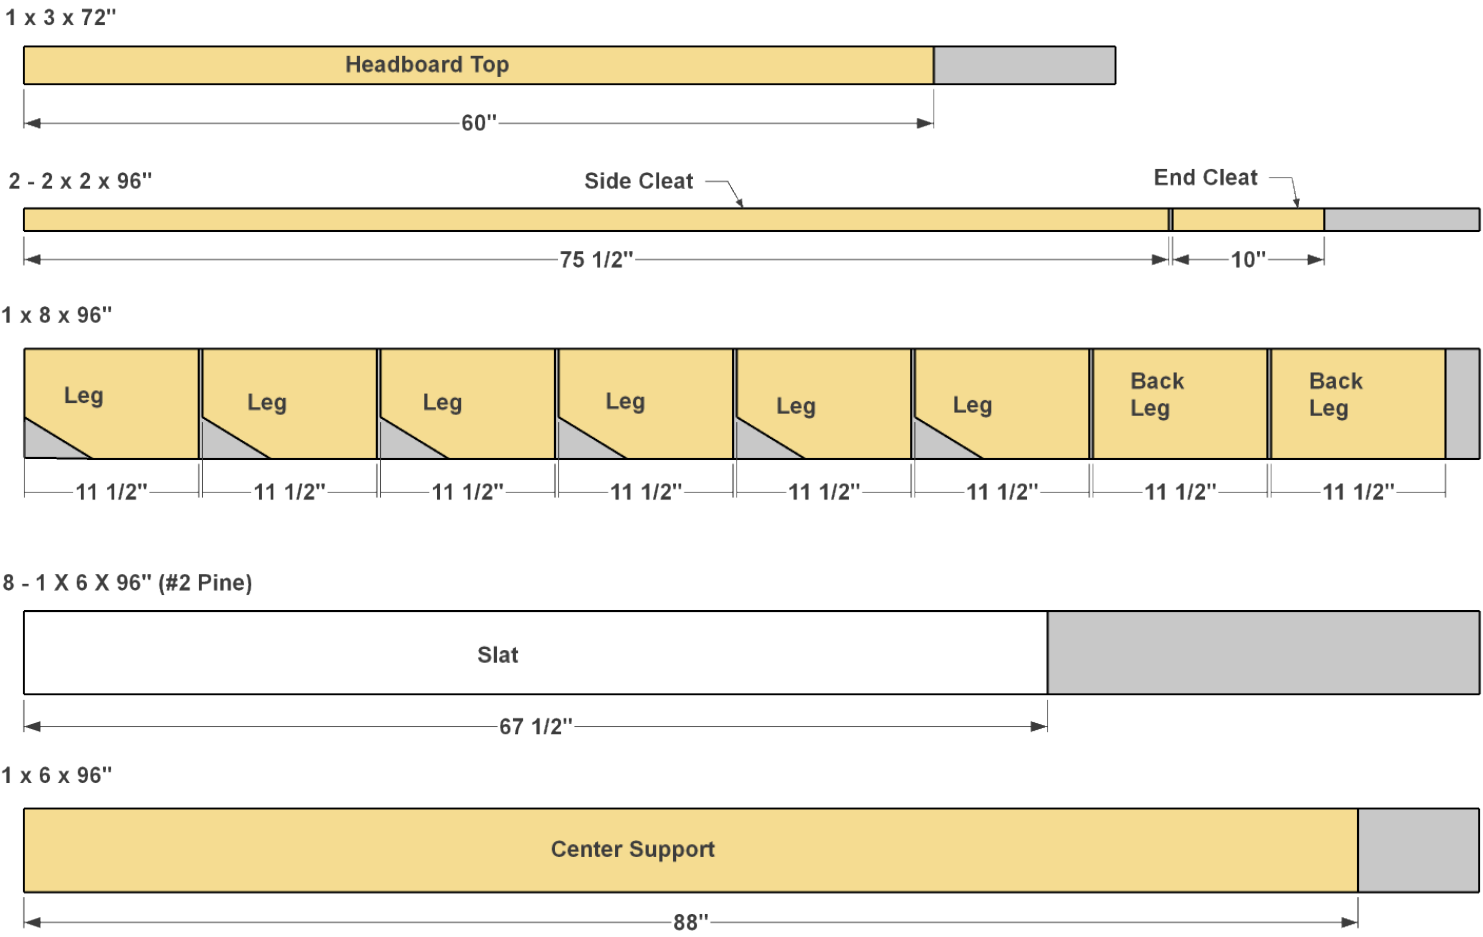 1 x 3 x 72"
Headboard Top
60"
2 - 2 x 2 x 96"
Side Cleat
End Cleat
75 1/2"
10"
1 x 8 x 96"
Leg
Leg
Leg
Leg
Leg
Leg
Back
Leg
Back
Leg
11 1/2"
11 1/2"
11 1/2"
11 1/2"
11 1/2"
11 1/2"
11 1/2"
11 1/2"
8 - 1 X 6 X 96" (#2 Pine)
Slat
67 1/2"
1 x 6 x 96"
Center Support
88"